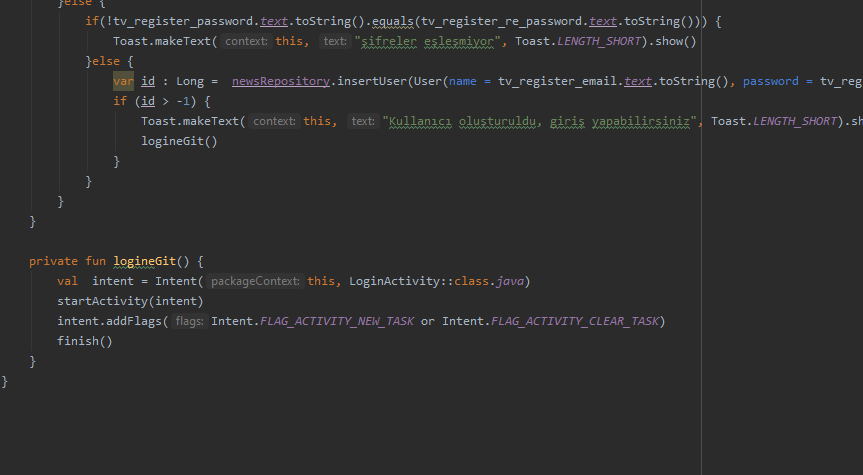 }else {
if(!tv_register_password.text.toString().equals(tv_register_re_password.text.toString())) {
Toast.makeText( context: this, text: "şifreler eşleşmiyor", Toast.LENGTH_SHORT).show()
}else {
var id : Long = newsRepository.insertUser(User(name = tv_register_email.text.toString(), password = tv_reg
if (id > -1) {
Toast.makeText( context: this, text: "Kullanıcı oluşturuldu, giriş yapabilirsiniz", Toast.LENGTH_SHORT).sh
logineGit()
}
}
}
}
private fun logineGit() {
val intent = Intent( packageContext: this, LoginActivity::class.java)
startActivity(intent)
intent.addFlags( flags: Intent.FLAG_ACTIVITY_NEW_TASK or Intent.FLAG_ACTIVITY_CLEAR_TASK)
finish()
}
}